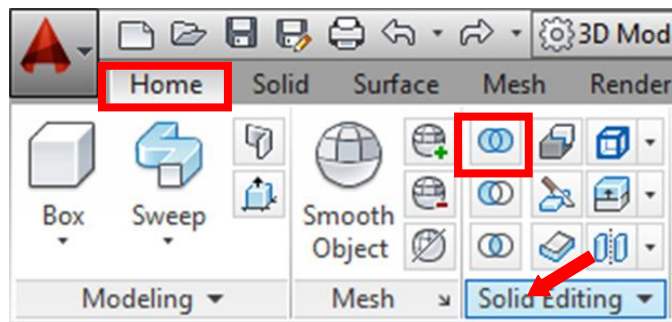 3D Mod
Home Solid Surface Mesh Render
Box Sweep Smooth Object
Modeling Mesh Solid Editing